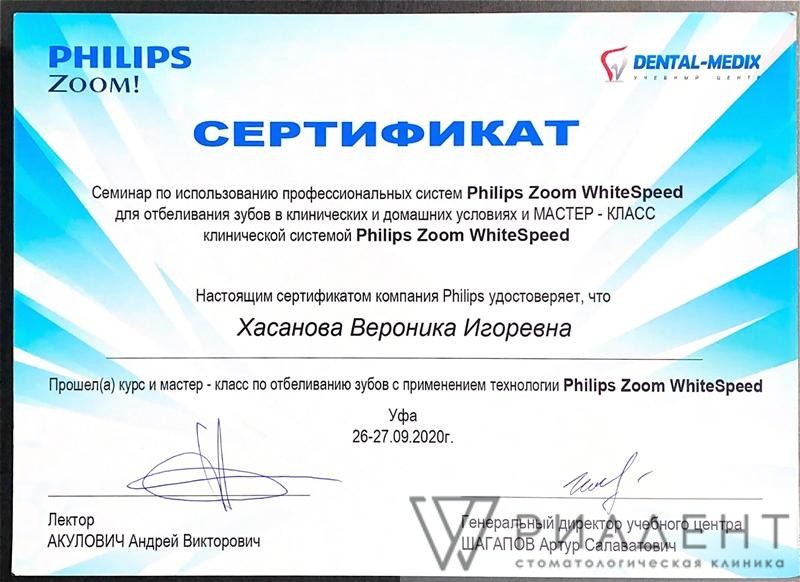 PHILIPS
ZOOM!
DENTAL-MEDIX
УЧЕБНЫЙ ЦЕНТР
СЕРТИФИКАТ
Семинар по использованию профессиональных систем Philips Zoom WhiteSpeed
для отбеливания зубов в клинических и домашних условиях и МАСТЕР - КЛАСС
клинической системой Philips Zoom WhiteSpeed
Настоящим сертификатом компания Philips удостоверяет, что
Хасанова Вероника Игоревна
Прошел(а) курс и мастер - класс по отбеливанию зубов с применением технологии Philips Zoom WhiteSpeed
Уфа
26-27.09.2020г.
Лектор
АКУЛОВИЧ Андрей Викторович
Генеральный директор учебного центра
ШАГАПОВ Артур Салаватович
РИАДЕНТ
стоматологическая клиника